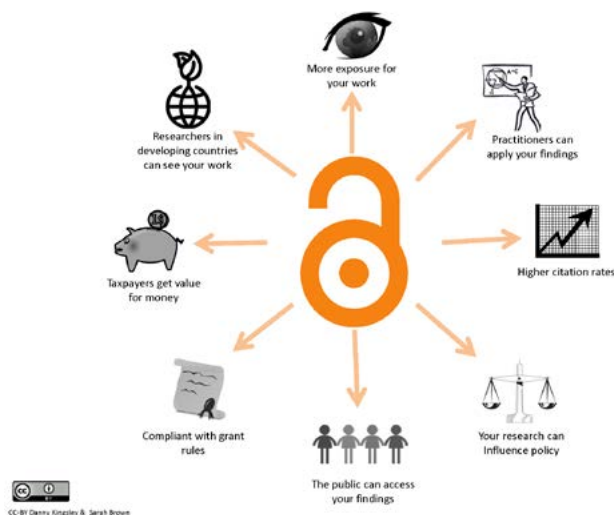 More exposure for
your work
Practitioners can
apply your findings
Higher citation rates
Your research can
Influence policy
The public can access
your findings
Compliant with grant
rules
Taxpayers get value
for money
Researchers in
developing countries
can see your work
cc
BY
CC-BY Danny Kingsley & Sarah Brown